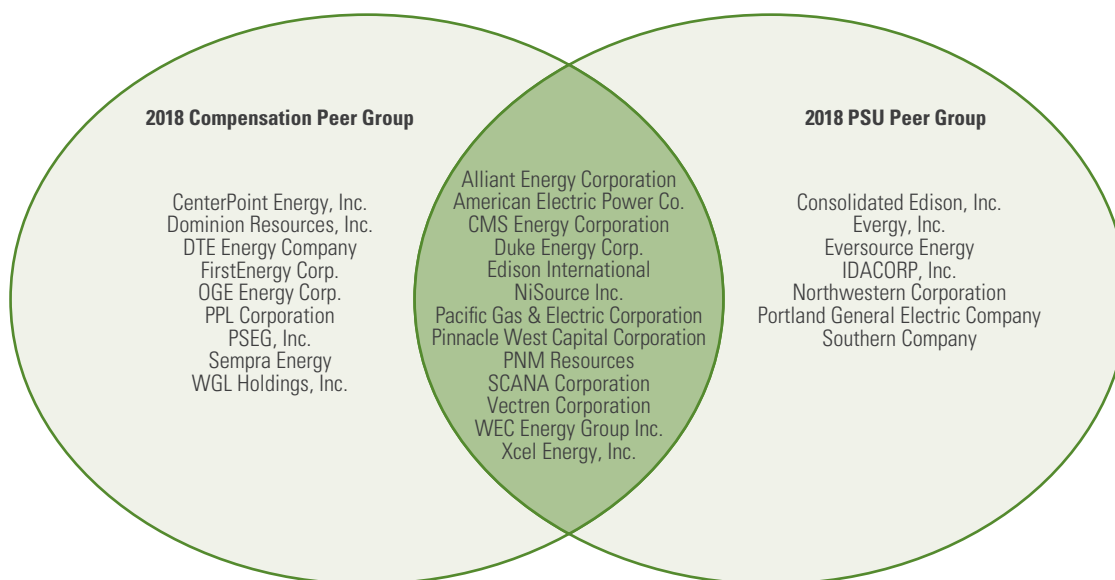 2018 Compensation Peer Group
CenterPoint Energy, Inc.
Dominion Resources, Inc.
DTE Energy Company
FirstEnergy Corp.
OGE Energy Corp.
PPL Corporation
PSEG, Inc.
Sempra Energy
WGL Holdings, Inc.
Alliant Energy Corporation
American Electric Power Co.
CMS Energy Corporation
Duke Energy Corp.
Edison International
NiSource Inc.
Pacific Gas & Electric Corporation
Pinnacle West Capital Corporation
PNM Resources
SCANA Corporation
Vectren Corporation
WEC Energy Group Inc.
Xcel Energy, Inc.
2018 PSU Peer Group
Consolidated Edison, Inc.
Evergy, Inc.
Eversource Energy
IDACORP, Inc.
Northwestern Corporation
Portland General Electric Company
Southern Company